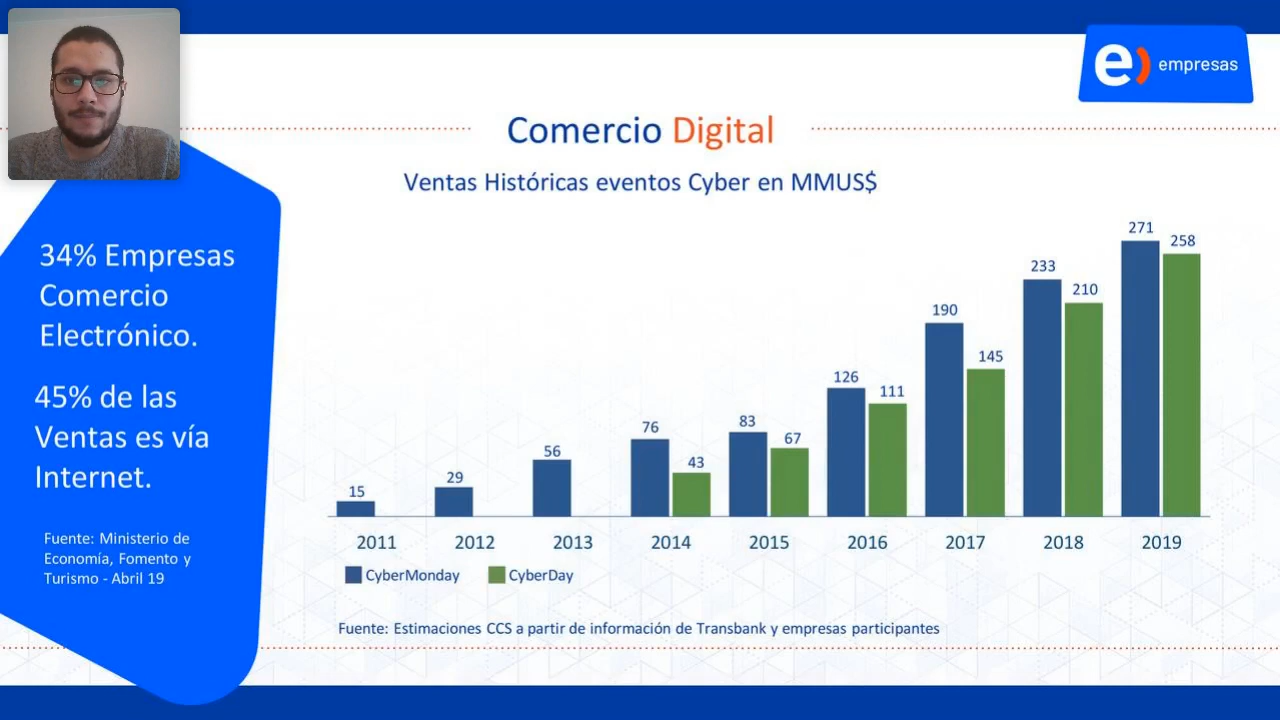 e) empresas
Comercio Digital
Ventas Históricas eventos Cyber en MMUS$
34% Empresas
Comercio
Electrónico.
45% de las
Ventas es vía
Internet.
Fuente: Ministerio de
Economía, Fomento y
Turismo - Abril 19
15
29
56
76
43
83
67
126
111
190
145
233
210
271
258
2011 2012 2013 2014 2015 2016 2017 2018 2019
CyberMonday CyberDay
Fuente: Estimaciones CCS a partir de información de Transbank y empresas participantes